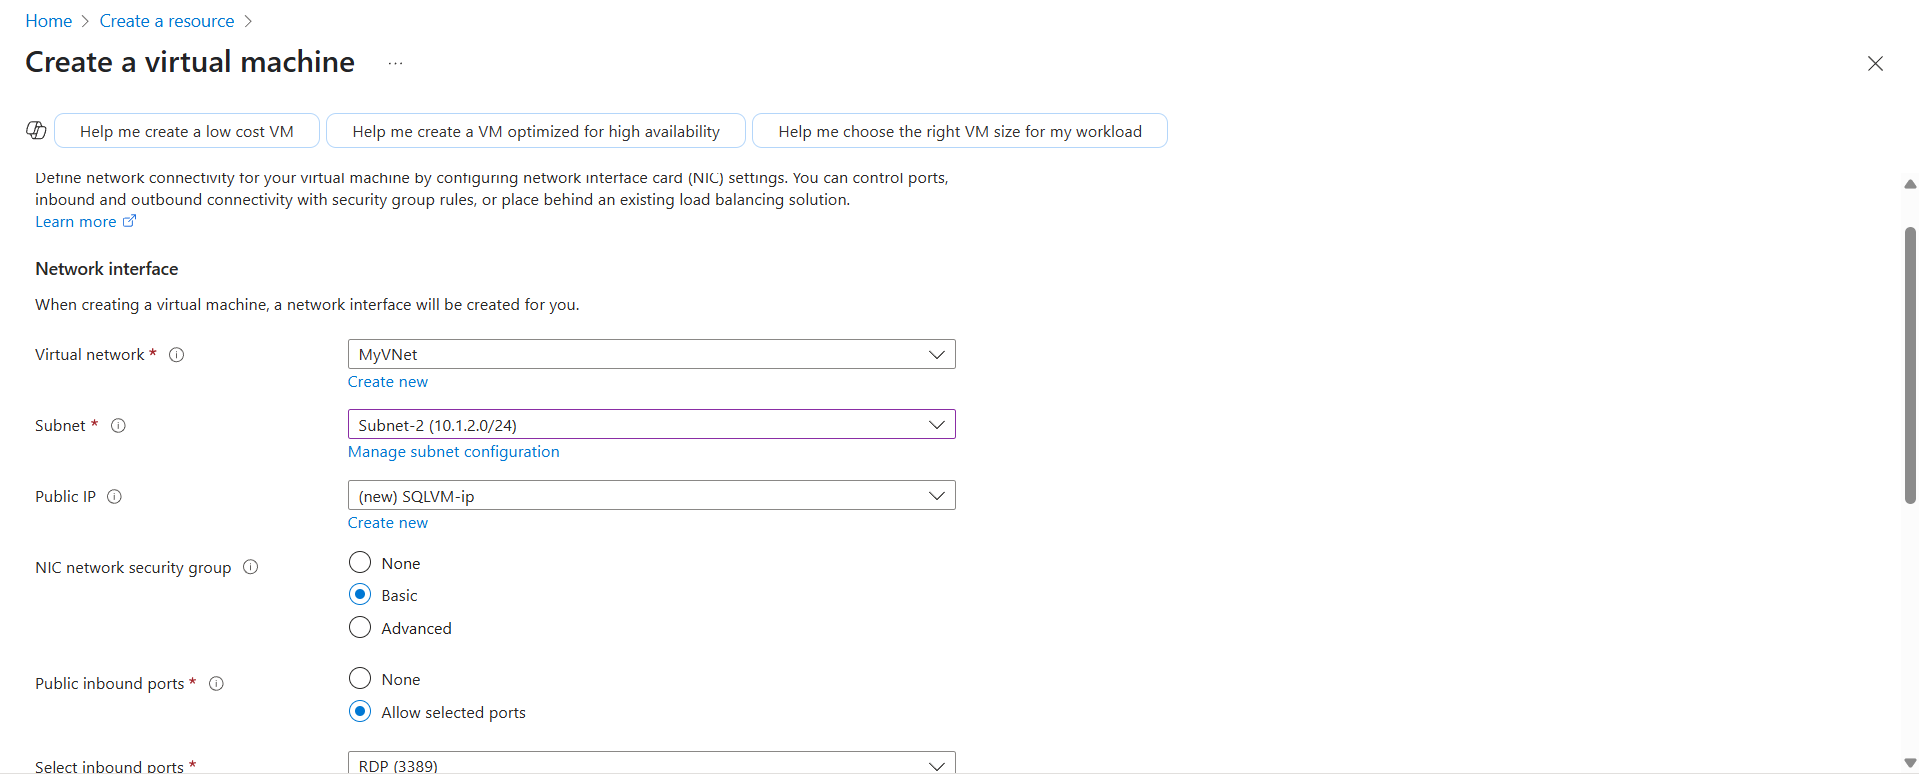 Home > Create a resource >
Create a virtual machine ...
Help me create a low cost VM
Help me create a VM optimized for high availability
Help me choose the right VM size for my workload
Define network connectivity for your virtual machine by configuring network interface card (NIC) settings. You can control ports,
inbound and outbound connectivity with security group rules, or place behind an existing load balancing solution.
Learn more
Network interface
When creating a virtual machine, a network interface will be created for you.
Virtual network *
MyVNet
Create new
Subnet *
Subnet-2 (10.1.2.0/24)
Manage subnet configuration
Public IP
(new) SQLVM-ip
Create new
NIC network security group
None
Basic
Advanced
Public inbound ports *
None
Allow selected ports
Select inbound ports *
RDP (3389)